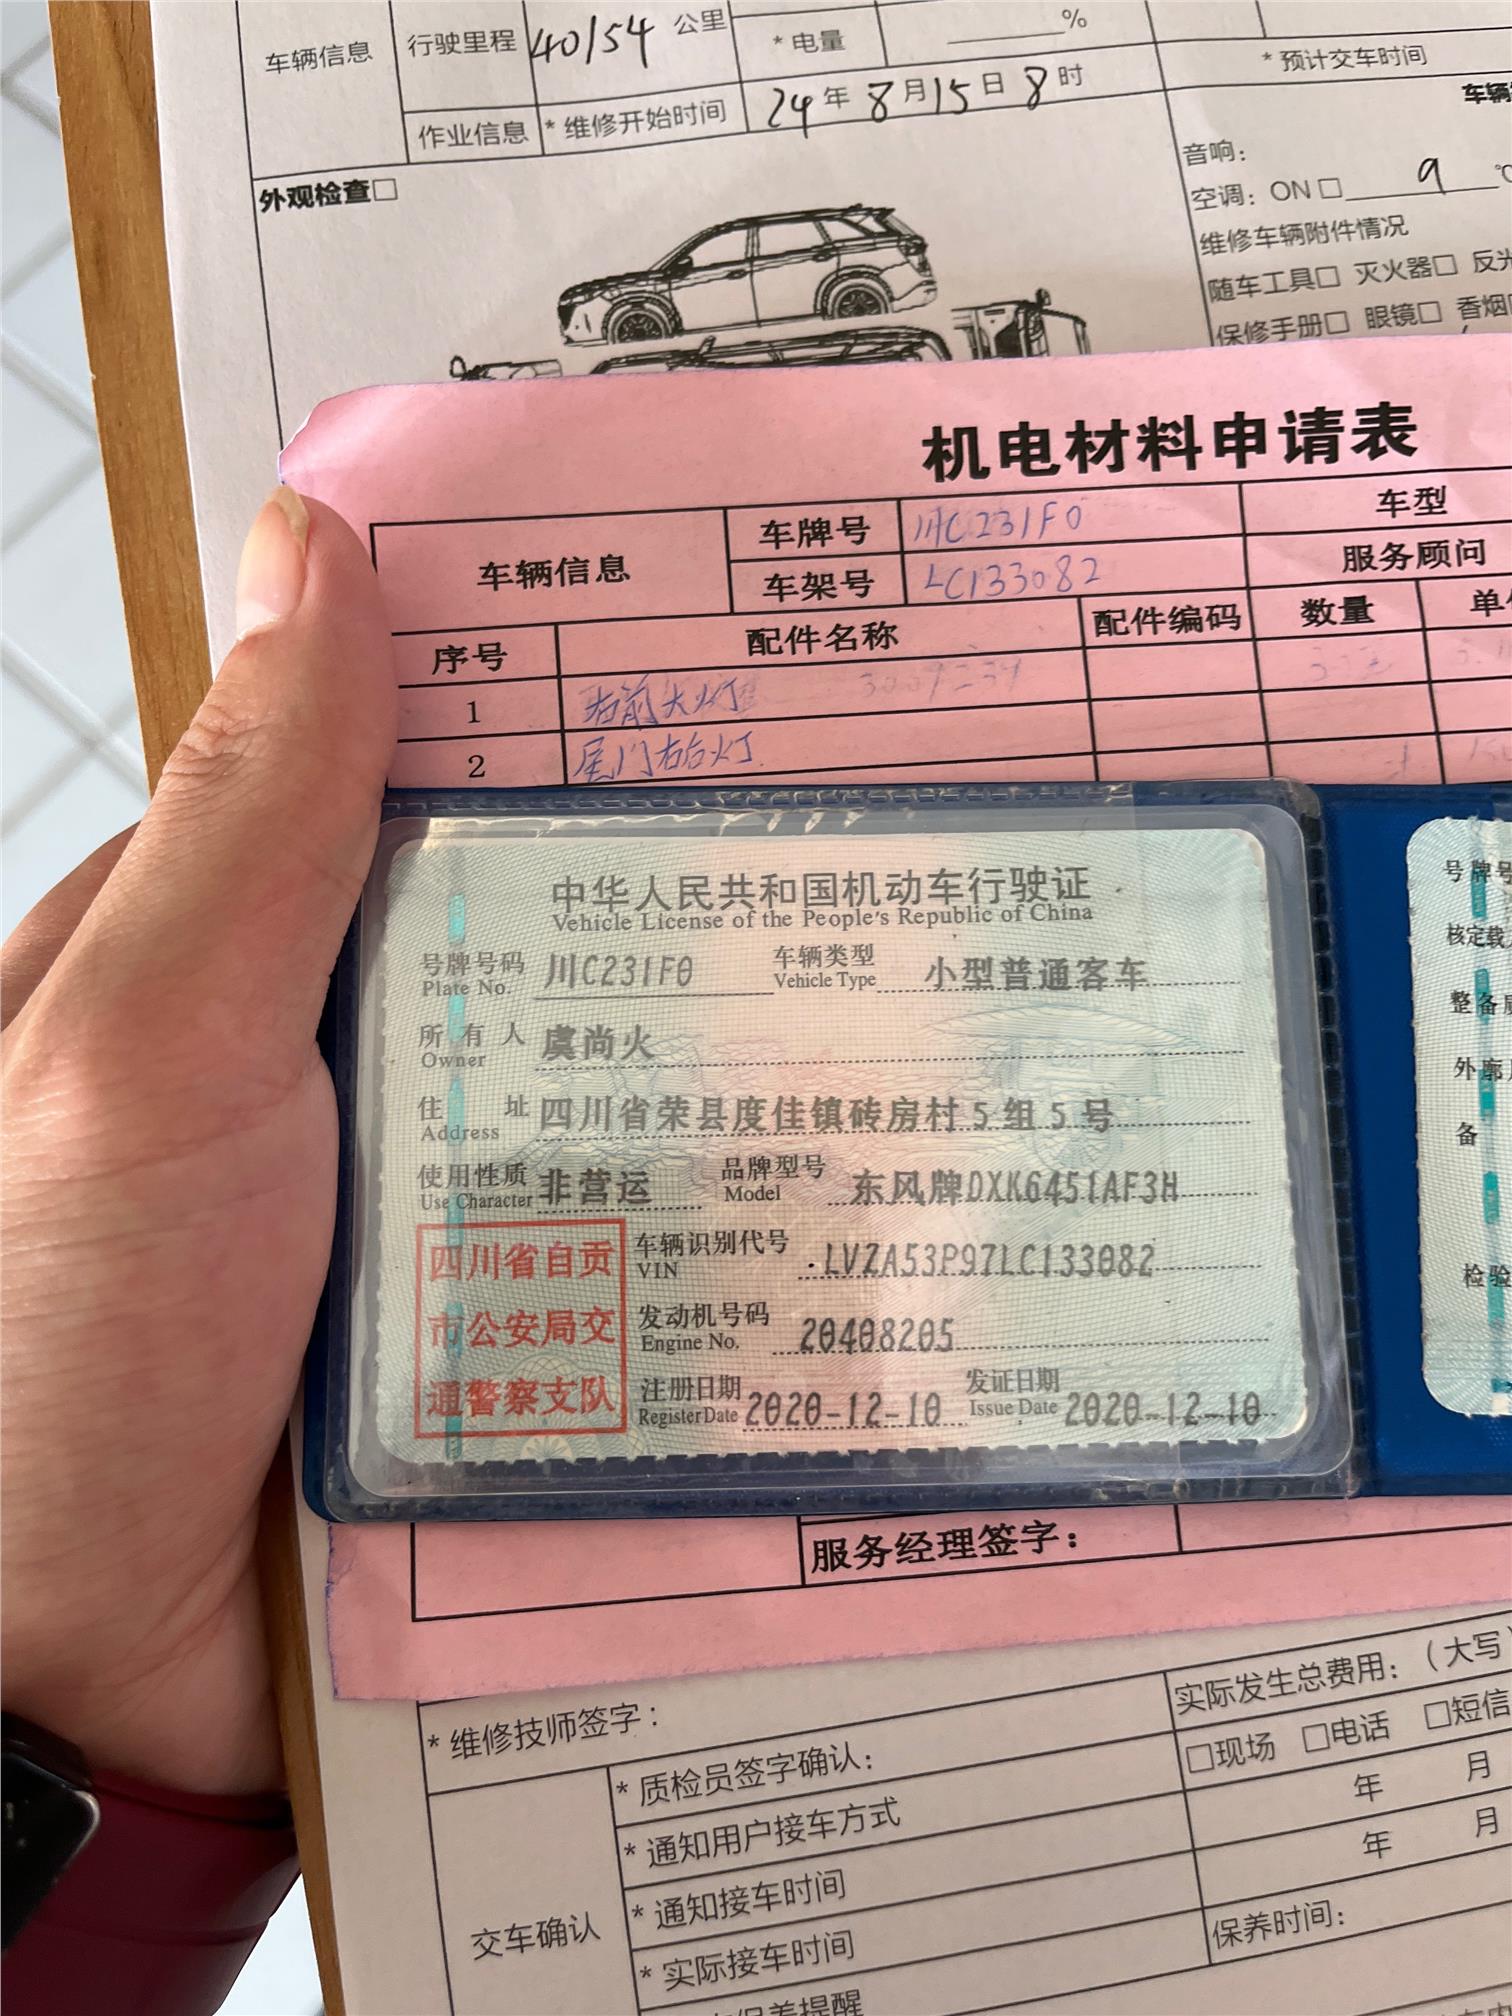 车辆信息 行驶里程 40154 公里 * 电量 % * 预计交车时间
作业信息 * 维修开始时间 24年8月15日8时
外观检查□
音响：
空调：ON □ 9 ℃
维修车辆附件情况
随车工具□ 灭火器□ 反光
保修手册□ 眼镜□ 香烟
机电材料申请表
车辆信息 车牌号 川C231F0 车型
车架号 LC133082 服务顾问
序号 配件名称 配件编码 数量
1 右前大灯
2 尾门右后灯
中华人民共和国机动车行驶证
Vehicle License of the People's Republic of China
号牌号码 川C231F0 车辆类型 小型普通客车
Plate No. Vehicle Type
所有人 虞尚火
Owner
住址 四川省荣县度佳镇砖房村5组5号
Address
使用性质 非营运 品牌型号 东风牌DXK6451AF3H
Use Character Model
四川省自贡
市公安局交
通警察支队
车辆识别代号 LVZA53P97LC133082
VIN
发动机号码 20408205
Engine No.
注册日期 2020-12-10 发证日期 2020-12-10
Register Date Issue Date
号牌号
核定载
整备
外廓
备
检验
服务经理签字：
* 维修技师签字： 实际发生总费用：（大写）
* 质检员签字确认： □现场 □电话 □短信
交车确认 * 通知用户接车方式 年 月
* 通知接车时间 年 月
* 实际接车时间 保养时间：
保养提醒